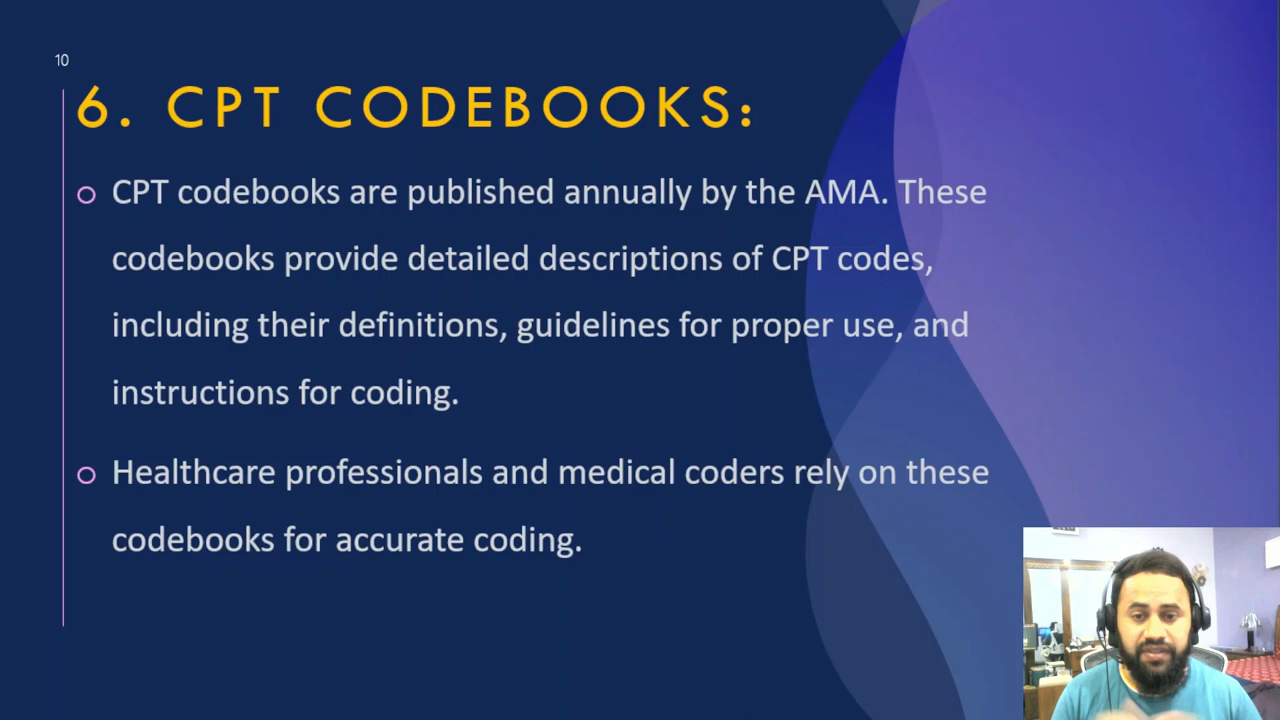 10
6. CPT CODEBOOKS:
CPT codebooks are published annually by the AMA. These
codebooks provide detailed descriptions of CPT codes,
including their definitions, guidelines for proper use, and
instructions for coding.
Healthcare professionals and medical coders rely on these
codebooks for accurate coding.